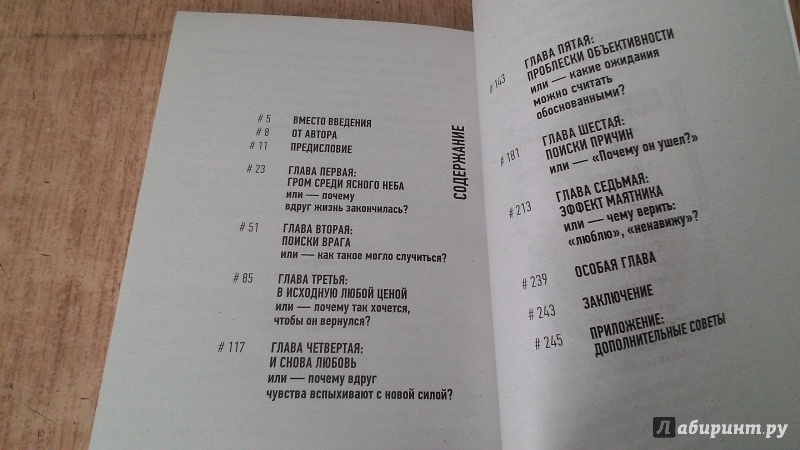 СОДЕРЖАНИЕ
# 5 ВМЕСТО ВВЕДЕНИЯ
# 8 ОТ АВТОРА
# 11 ПРЕДИСЛОВИЕ
# 23 ГЛАВА ПЕРВАЯ:
ГРОМ СРЕДИ ЯСНОГО НЕБА
или — почему
вдруг жизнь закончилась?
# 51 ГЛАВА ВТОРАЯ:
ПОИСКИ ВРАГА
или — как такое могло случиться?
# 85 ГЛАВА ТРЕТЬЯ:
В ИСХОДНУЮ ЛЮБОЙ ЦЕНОЙ
или — почему так хочется,
чтобы он вернулся?
# 117 ГЛАВА ЧЕТВЕРТАЯ:
И СНОВА ЛЮБОВЬ
или — почему вдруг
чувства вспыхивают с новой силой?
# 143 ГЛАВА ПЯТАЯ:
ПРОБЛЕСКИ ОБЪЕКТИВНОСТИ
или — какие ожидания
можно считать
обоснованными?
# 181 ГЛАВА ШЕСТАЯ:
ПОИСКИ ПРИЧИН
или — «Почему он ушел?»
# 213 ГЛАВА СЕДЬМАЯ:
ЭФФЕКТ МАЯТНИКА
или — чему верить:
«люблю», «ненавижу»?
# 239 ОСОБАЯ ГЛАВА
# 243 ЗАКЛЮЧЕНИЕ
# 245 ПРИЛОЖЕНИЕ:
ДОПОЛНИТЕЛЬНЫЕ СОВЕТЫ
Лабиринт.ру